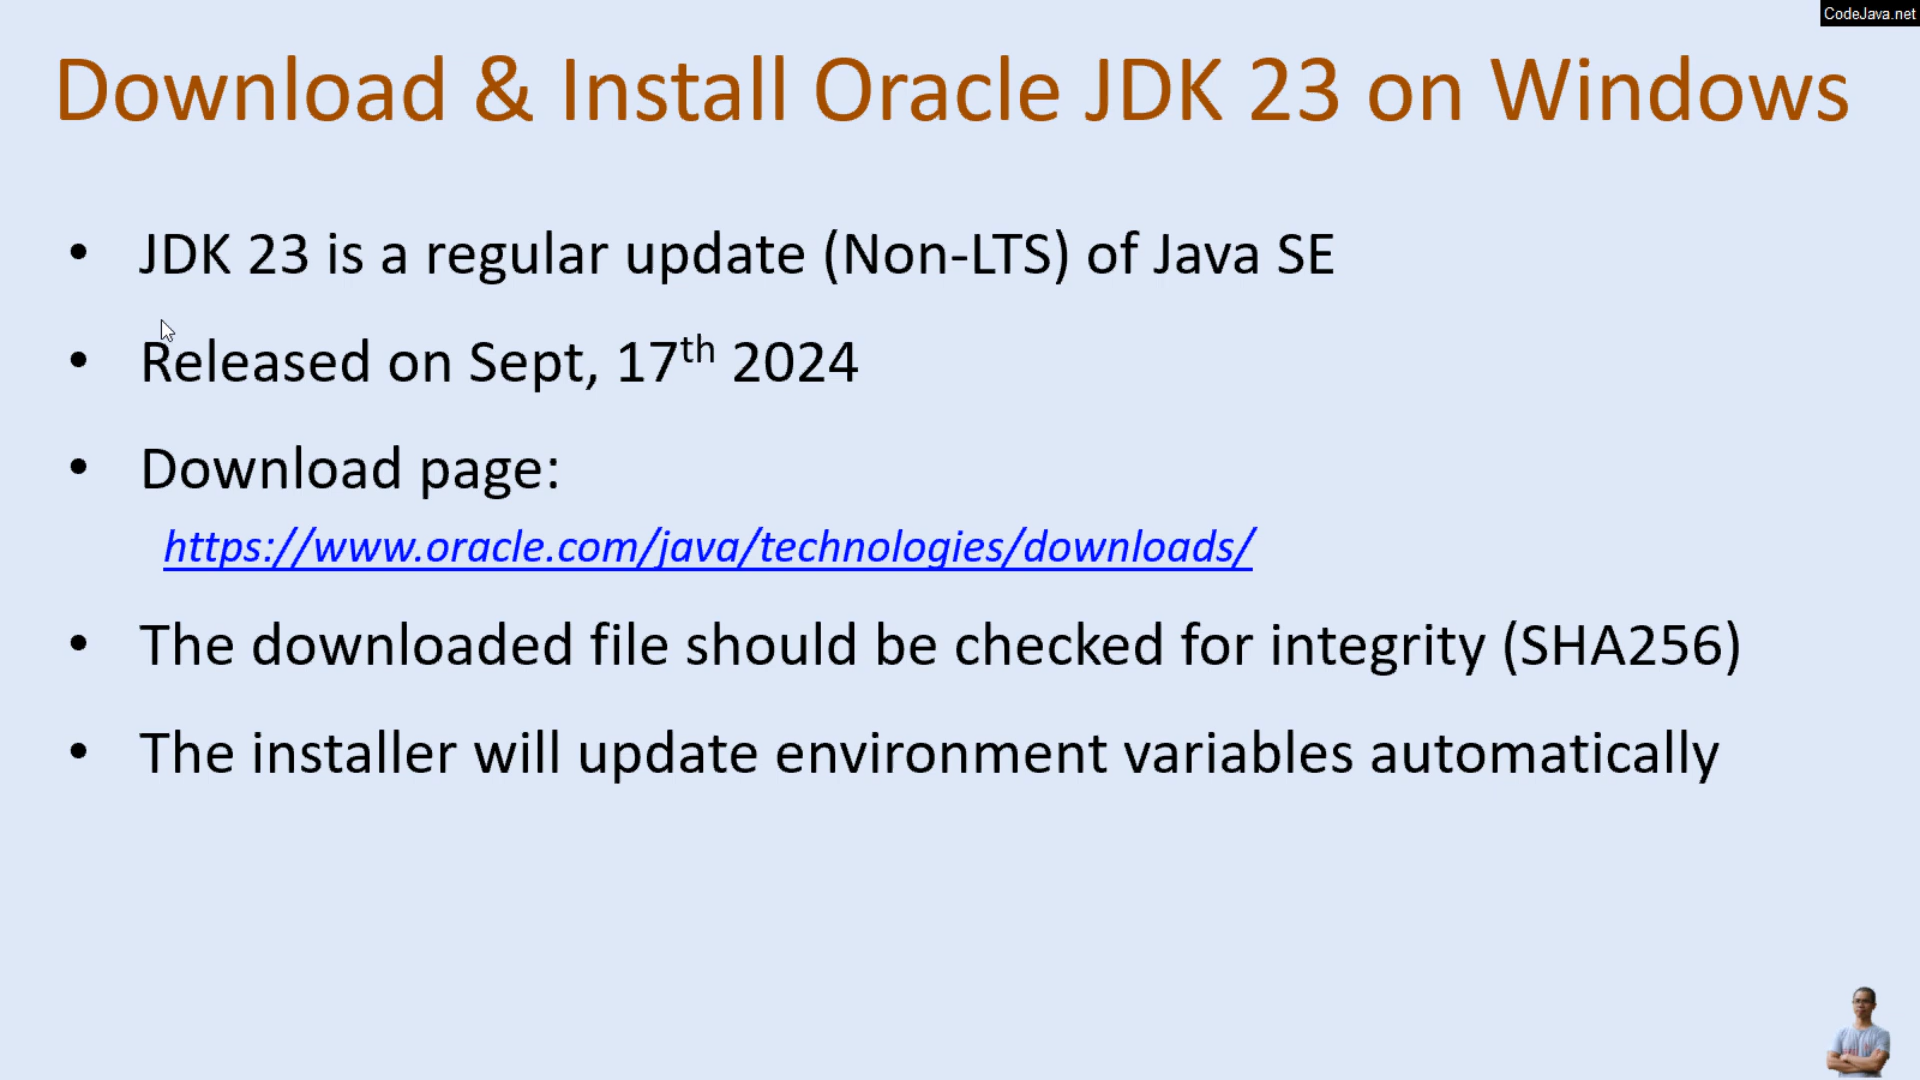 CodeJava.net
Download & Install Oracle JDK 23 on Windows
• JDK 23 is a regular update (Non-LTS) of Java SE
• Released on Sept, 17th 2024
• Download page:
https://www.oracle.com/java/technologies/downloads/
• The downloaded file should be checked for integrity (SHA256)
• The installer will update environment variables automatically